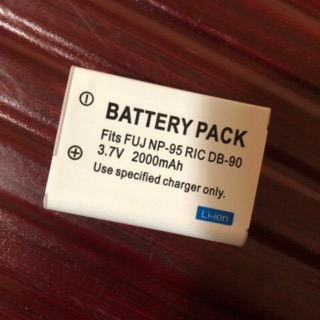 BATTERY PACK
Fits FUJ NP-95 RIC DB-90
3.7V 2000mAh
Use specified charger only.
Li-ion